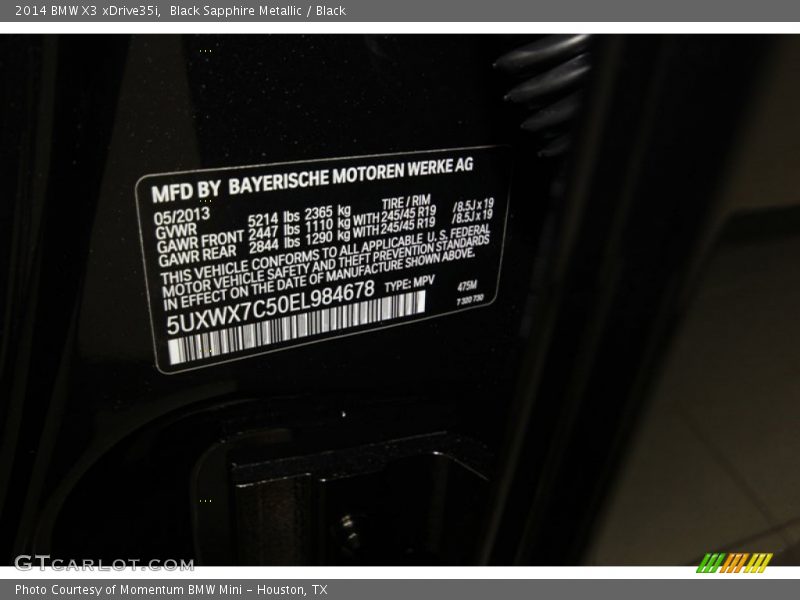 2014 BMW X3 xDrive35i, Black Sapphire Metallic / Black
MFD BY BAYERISCHE MOTOREN WERKE AG
05/2013 TIRE / RIM
GVWR 5214 lbs 2365 kg
GAWR FRONT 2447 lbs 1110 kg WITH 245/45 R19 /8.5J x 19
GAWR REAR 2844 lbs 1290 kg WITH 245/45 R19 /8.5J x 19
THIS VEHICLE CONFORMS TO ALL APPLICABLE U.S. FEDERAL
MOTOR VEHICLE SAFETY AND THEFT PREVENTION STANDARDS
IN EFFECT ON THE DATE OF MANUFACTURE SHOWN ABOVE.
5UXWX7C50EL984678 TYPE: MPV 475M
7 320 730
GTCARLOT.COM
Photo Courtesy of Momentum BMW Mini - Houston, TX